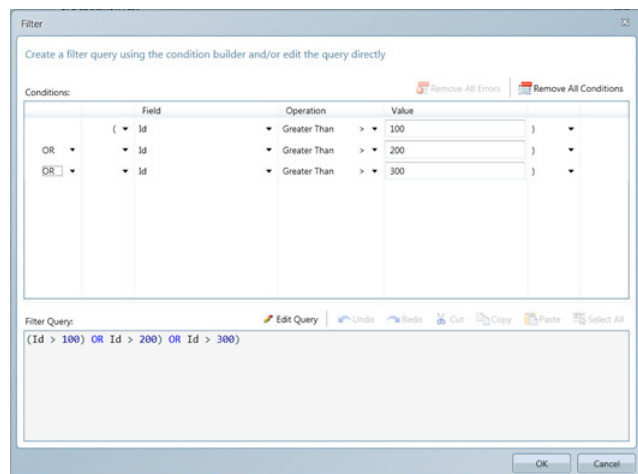 Filter
Create a filter query using the condition builder and/or edit the query directly
Conditions: Remove All Errors Remove All Conditions
Field Operation Value
( Id Greater Than > 100 )
OR Id Greater Than > 200 )
OR Id Greater Than > 300 )
Filter Query: Edit Query Undo Redo Cut Copy Paste Select All
(Id > 100) OR Id > 200) OR Id > 300)
OK Cancel